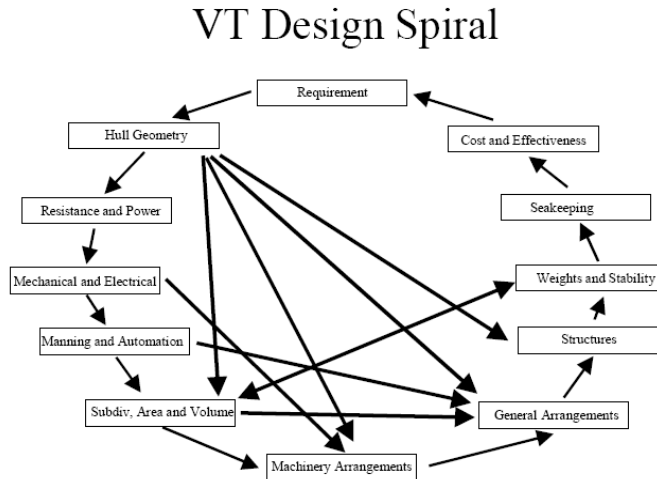 VT Design Spiral
Requirement
Hull Geometry
Cost and Effectiveness
Resistance and Power
Seakeeping
Mechanical and Electrical
Weights and Stability
Manning and Automation
Structures
Subdiv, Area and Volume
General Arrangements
Machinery Arrangements